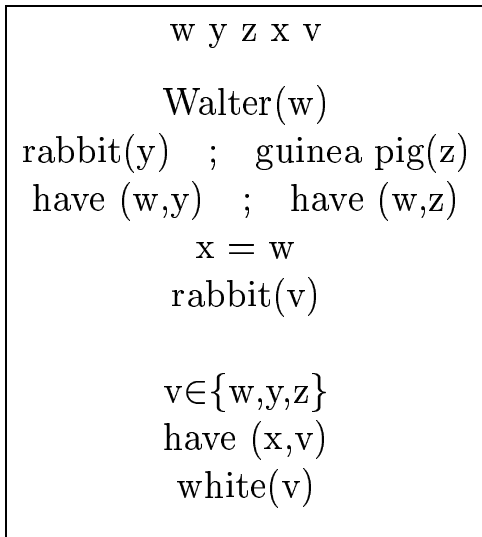 w y z x v
Walter(w)
rabbit(y) ; guinea pig(z)
have (w,y) ; have (w,z)
x = w
rabbit(v)
v∈{w,y,z}
have (x,v)
white(v)